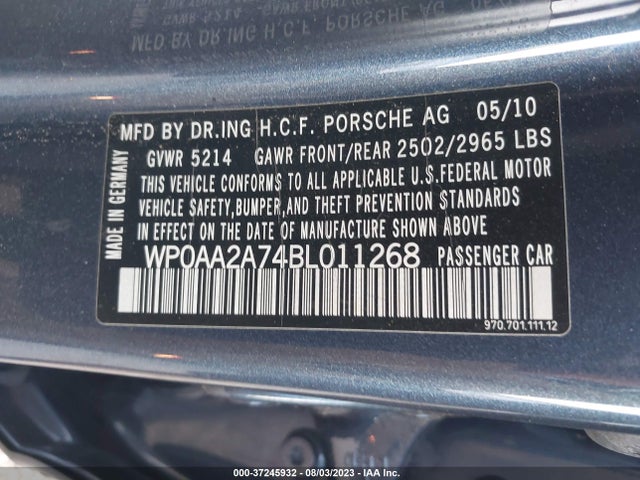 MFD BY DR.ING H.C.F. PORSCHE AG 05/10
GVWR 5214 GAWR FRONT/REAR 2502/2965 LBS
THIS VEHICLE CONFORMS TO ALL APPLICABLE U.S.FEDERAL MOTOR
VEHICLE SAFETY,BUMPER,AND THEFT PREVENTION STANDARDS
IN EFFECT ON THE DATE OF MANUFACTURE SHOWN ABOVE
WP0AA2A74BL011268 PASSENGER CAR
MADE IN GERMANY
970.701.111.12
000-37245932 - 08/03/2023 - IAA Inc.